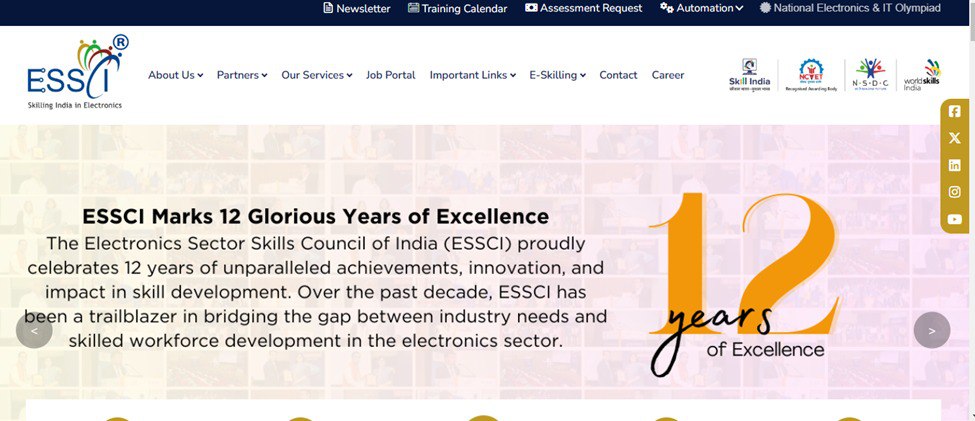 Newsletter Training Calendar Assessment Request Automation National Electronics & IT Olympiad
ESSCI®
Skilling India in Electronics
About Us Partners Our Services Job Portal Important Links E-Skilling Contact Career
Skill India
NCVET
Recognised Awarding Body
N·S·D·C
worldskills
India
ESSCI Marks 12 Glorious Years of Excellence
The Electronics Sector Skills Council of India (ESSCI) proudly
celebrates 12 years of unparalleled achievements, innovation, and
impact in skill development. Over the past decade, ESSCI has
been a trailblazer in bridging the gap between industry needs and
skilled workforce development in the electronics sector.
12
years
of Excellence
< >